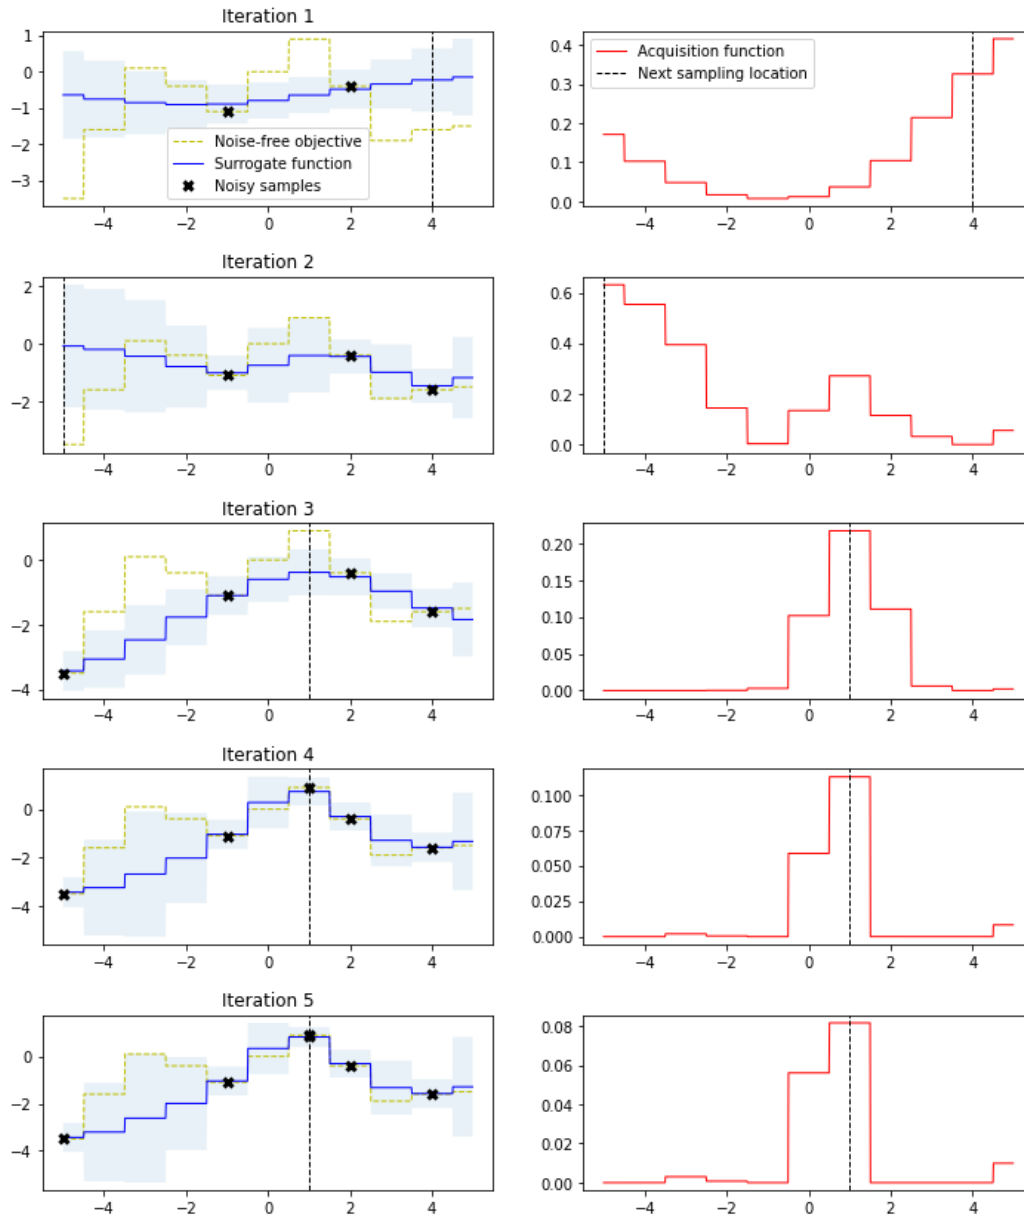 Iteration 1
1
0
−1
−2
−3
Noise-free objective
Surrogate function
Noisy samples
−4 −2 0 2 4
0.4
0.3
0.2
0.1
0.0
Acquisition function
Next sampling location
−4 −2 0 2 4
Iteration 2
2
0
−2
−4 −2 0 2 4
0.6
0.4
0.2
0.0
−4 −2 0 2 4
Iteration 3
0
−2
−4
−4 −2 0 2 4
0.20
0.15
0.10
0.05
0.00
−4 −2 0 2 4
Iteration 4
0
−2
−4
−4 −2 0 2 4
0.100
0.075
0.050
0.025
0.000
−4 −2 0 2 4
Iteration 5
0
−2
−4
−4 −2 0 2 4
0.08
0.06
0.04
0.02
0.00
−4 −2 0 2 4